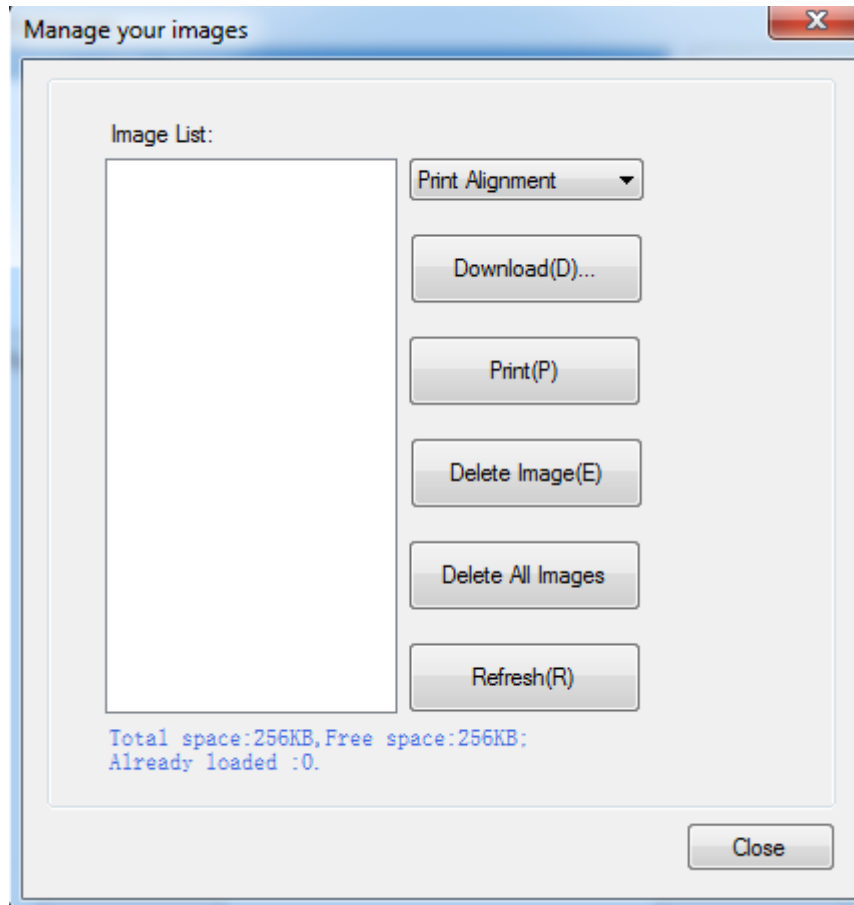 Manage your images
Image List:
Print Alignment
Download(D)...
Print(P)
Delete Image(E)
Delete All Images
Refresh(R)
Total space:256KB,Free space:256KB;
Already loaded :0.
Close